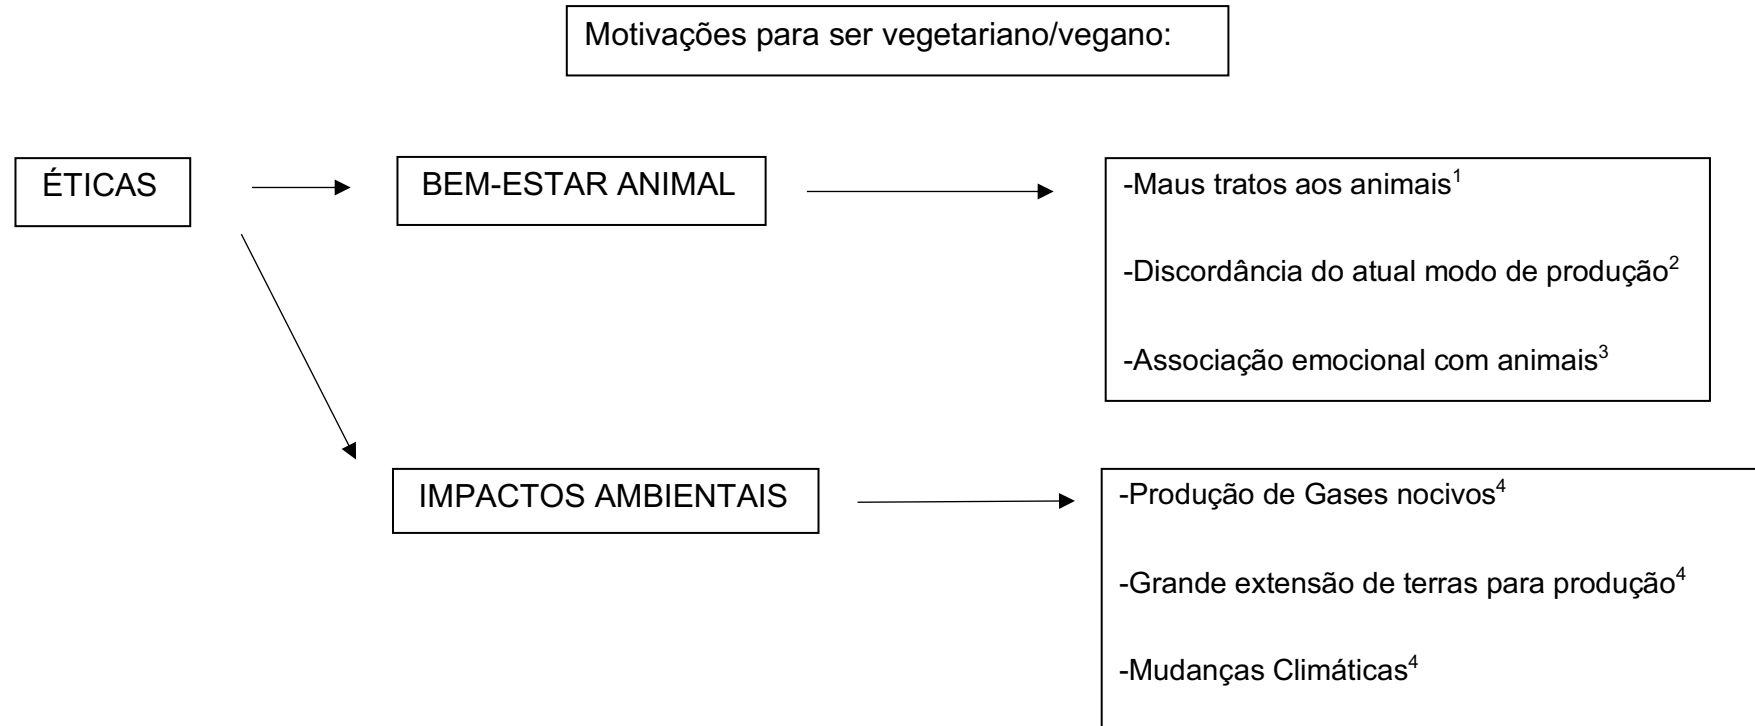 Motivações para ser vegetariano/vegano:
ÉTICAS
BEM-ESTAR ANIMAL
-Maus tratos aos animais¹
-Discordância do atual modo de produção²
-Associação emocional com animais³
IMPACTOS AMBIENTAIS
-Produção de Gases nocivos⁴
-Grande extensão de terras para produção⁴
-Mudanças Climáticas⁴